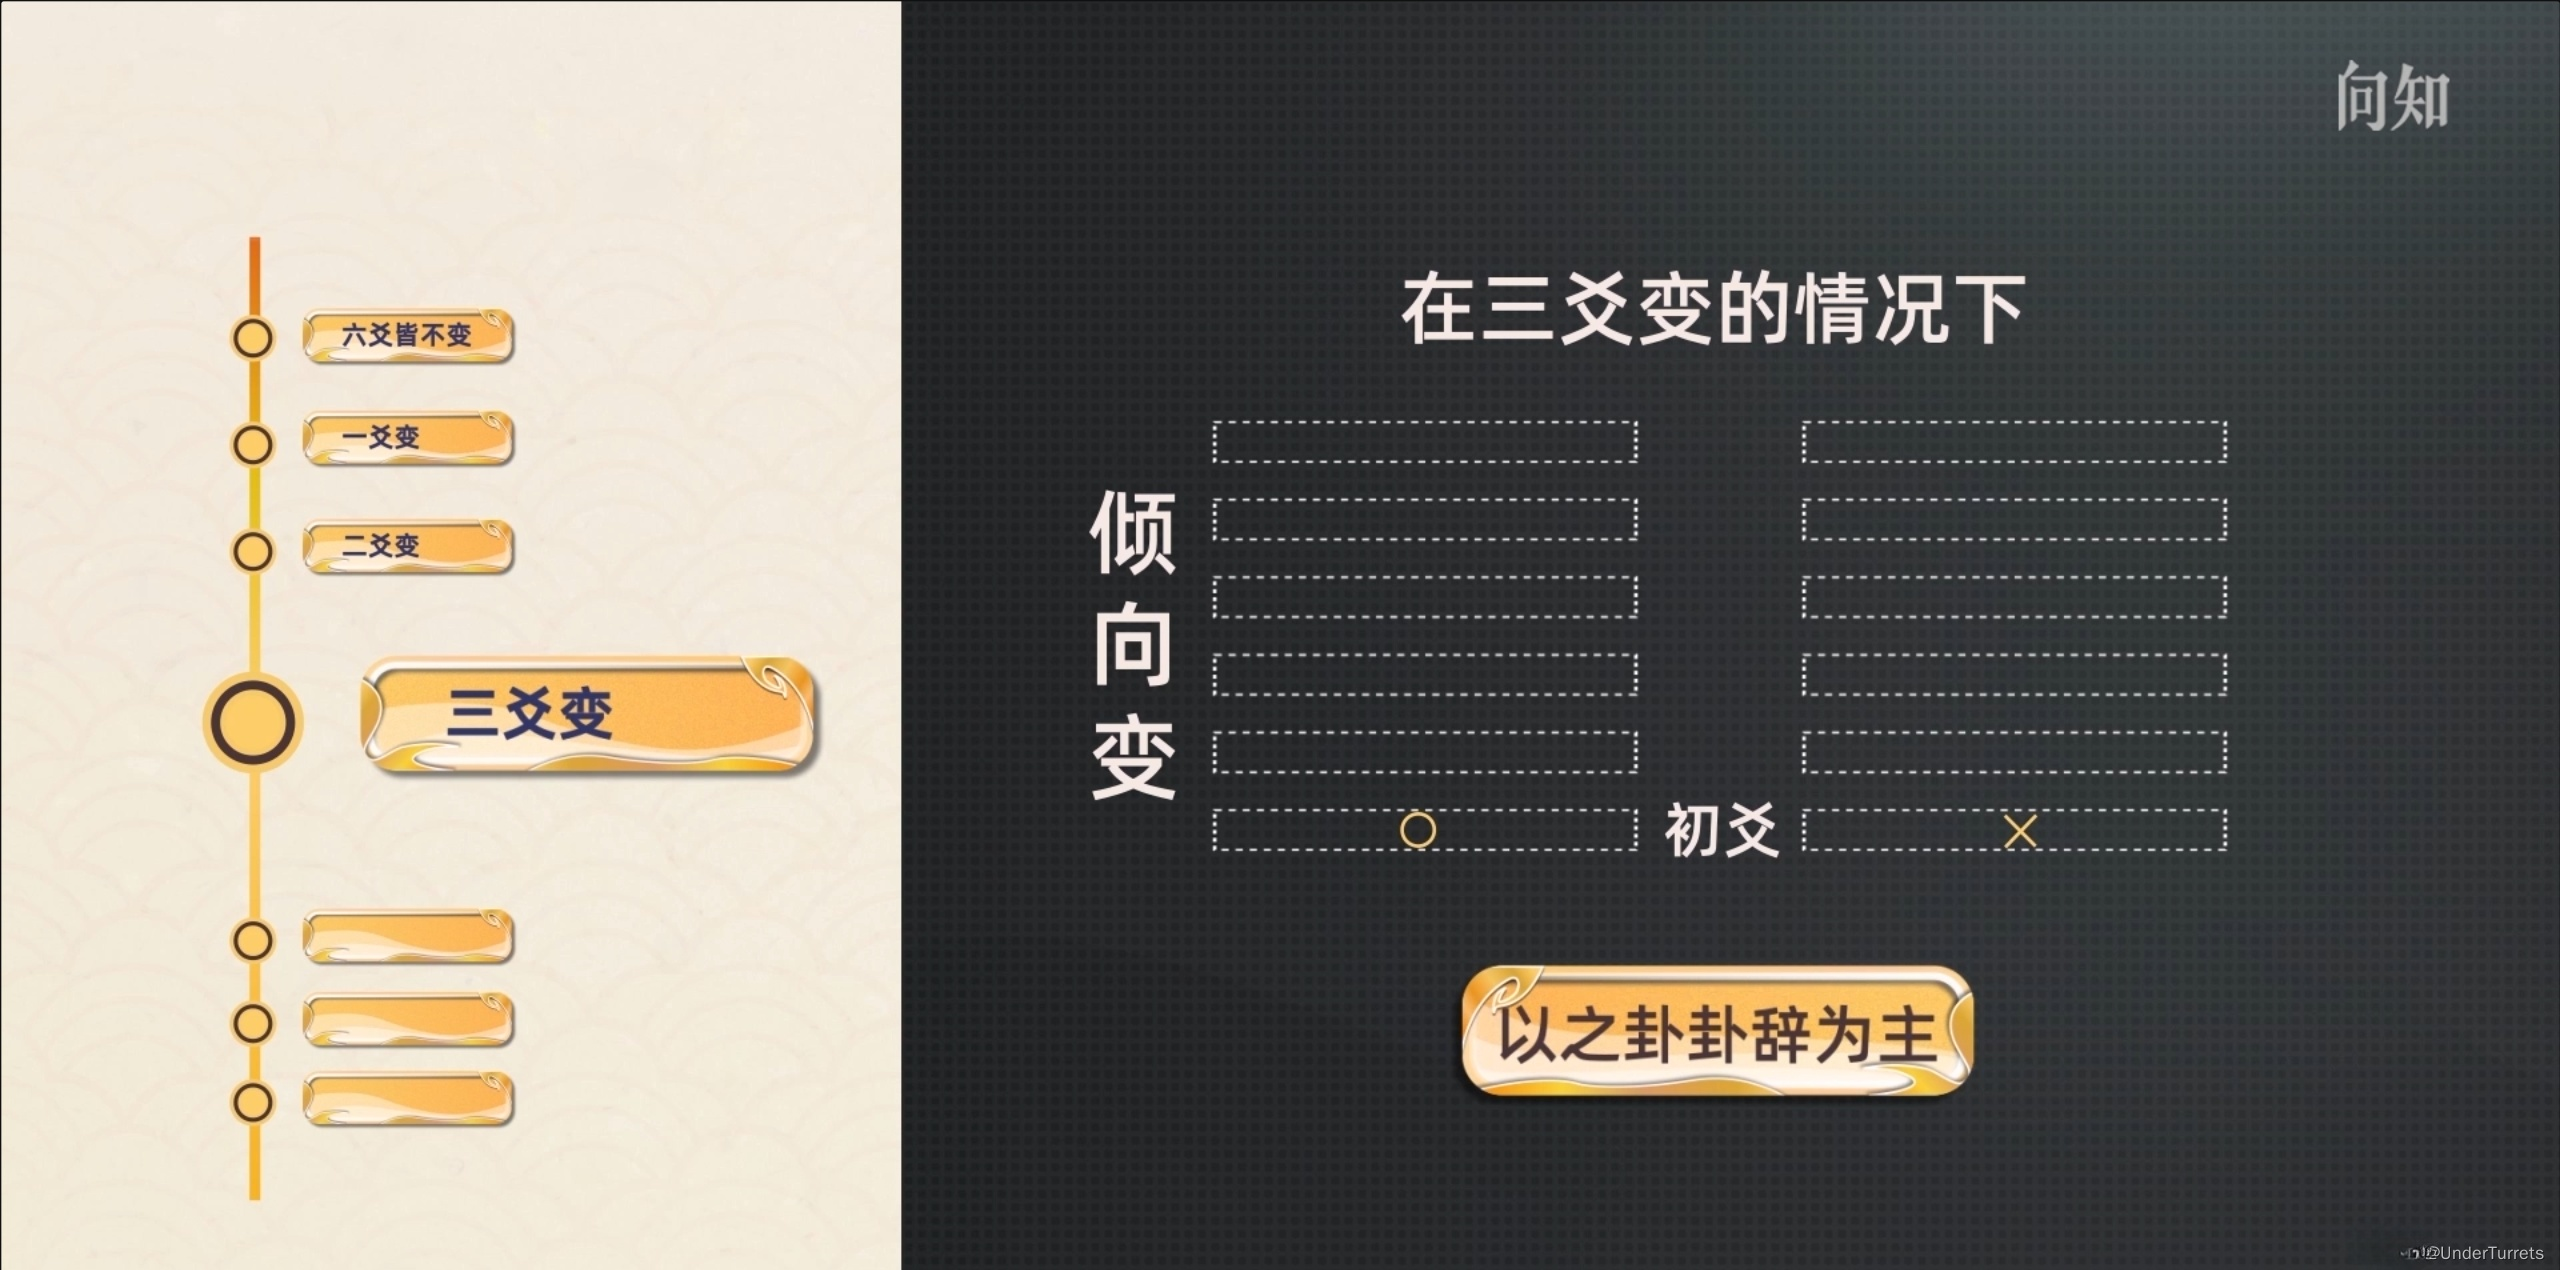 六爻皆不变
一爻变
二爻变
三爻变
向知
在三爻变的情况下
倾向变
初爻
以之卦卦辞为主
@UnderTurrets